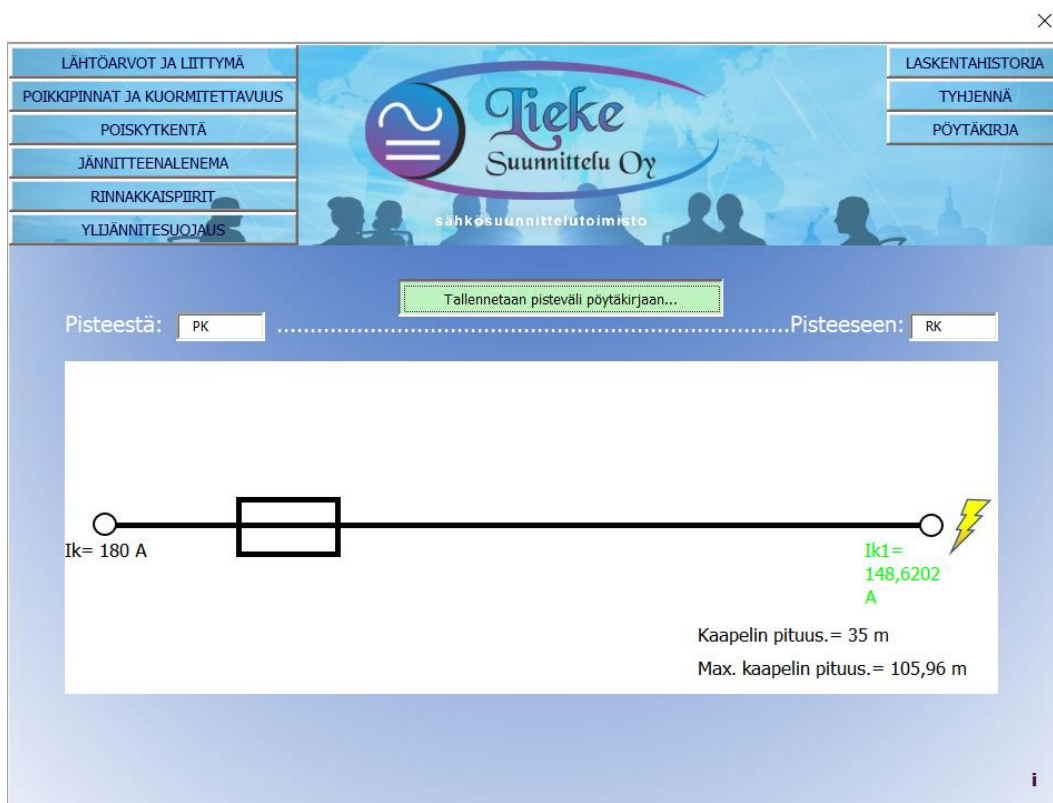 LÄHTÖARVOT JA LIITTYMÄ
POIKKIPINNAT JA KUORMITETTAVUUS
POISKYTKENTÄ
JÄNNITTEENALENEMA
RINNAKKAISPIIRIT
YLIJÄNNITESUOJAUS
Tieke
Suunnittelu Oy
sähkösuunnittelutoimisto
LASKENTAHISTORIA
TYHJENNÄ
PÖYTÄKIRJA
Tallennetaan pisteväli pöytäkirjaan...
Pisteestä: PK ..............................................................................Pisteeseen: RK
Ik= 180 A
Ik1=
148,6202
A
Kaapelin pituus.= 35 m
Max. kaapelin pituus.= 105,96 m
i